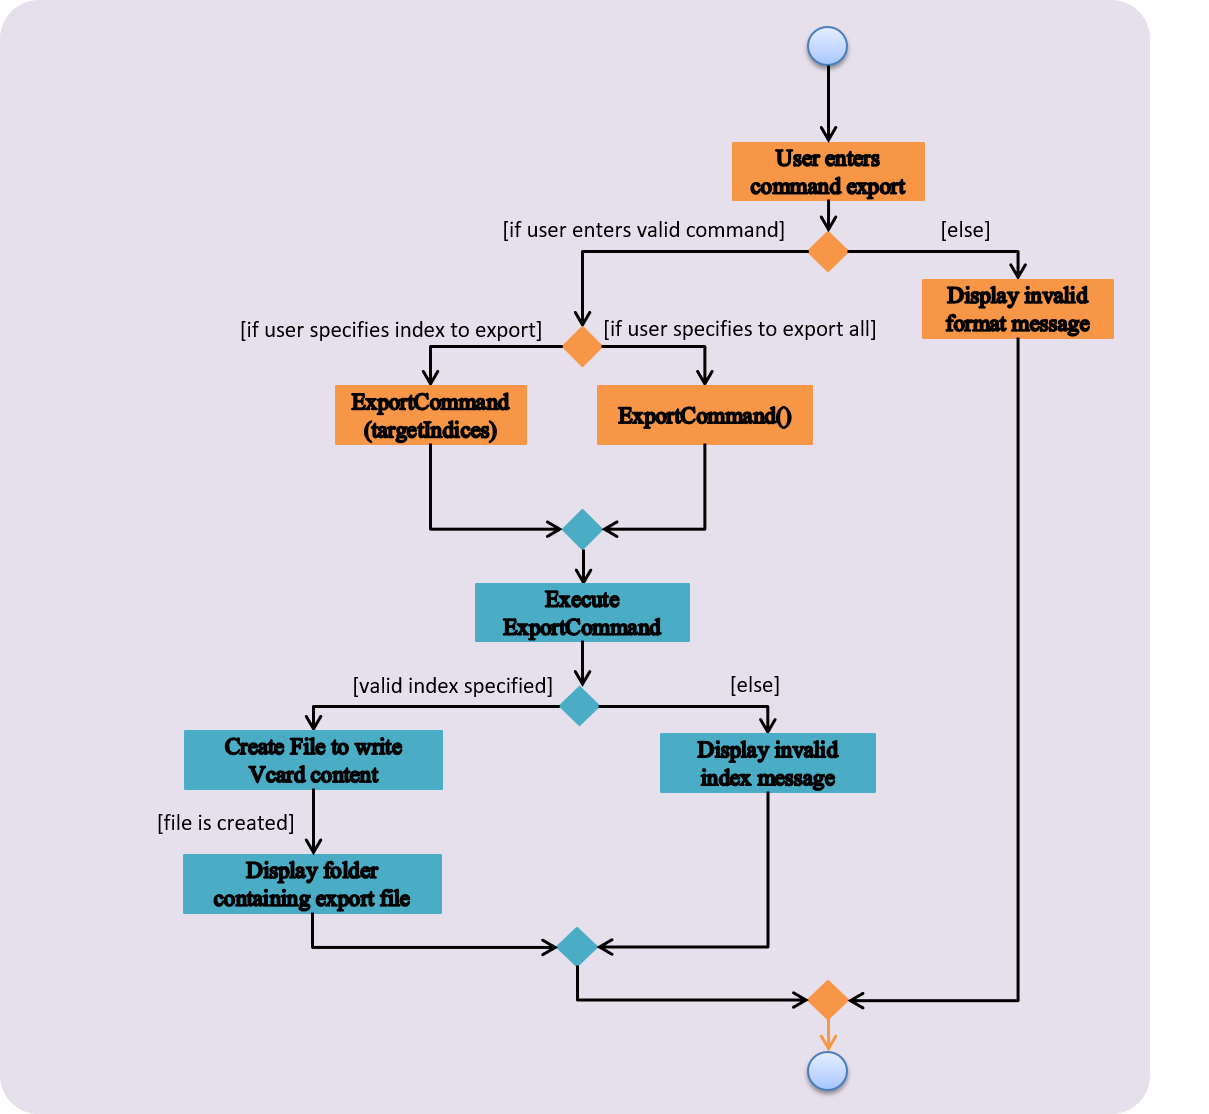 User enters
command export
[if user enters valid command]
[else]
Display invalid
format message
[if user specifies index to export]
[if user specifies to export all]
ExportCommand
(targetIndices)
ExportCommand()
Execute
ExportCommand
[valid index specified]
[else]
Create File to write
Vcard content
Display invalid
index message
[file is created]
Display folder
containing export file